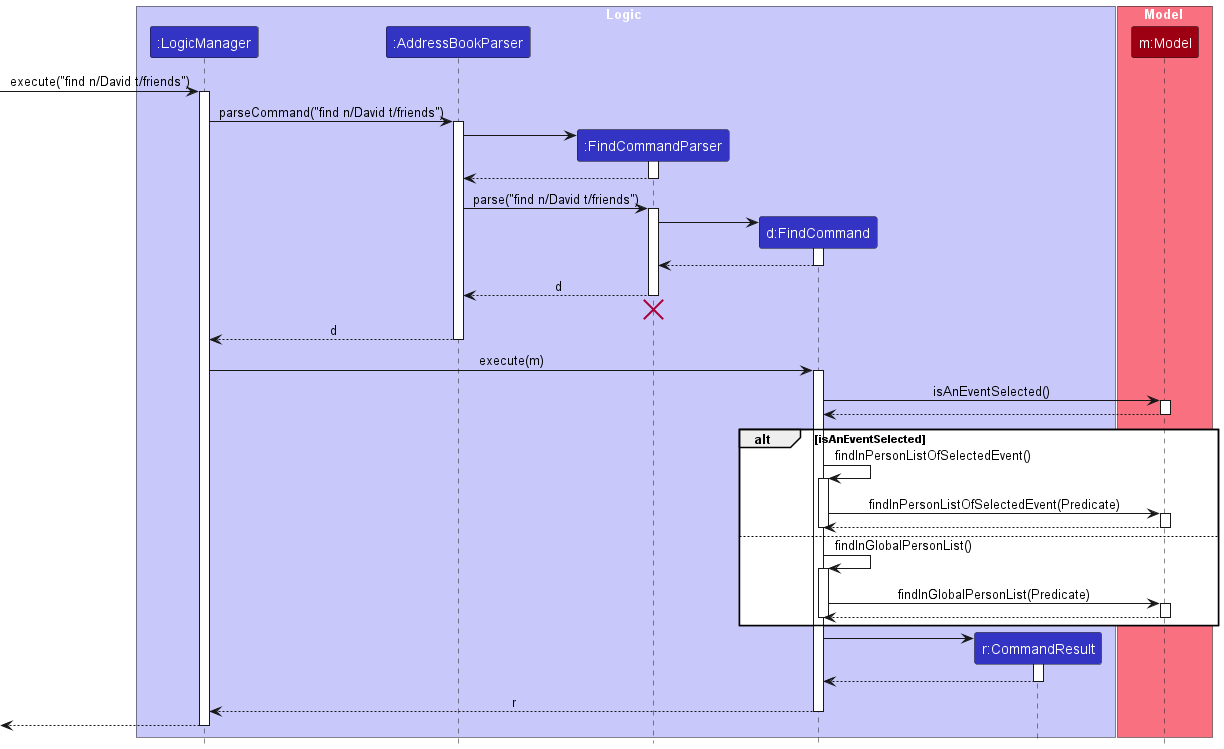 Logic
Model
:LogicManager
:AddressBookParser
m:Model
execute("find n/David t/friends")
parseCommand("find n/David t/friends")
:FindCommandParser
parse("find n/David t/friends")
d:FindCommand
d
d
execute(m)
isAnEventSelected()
alt
[isAnEventSelected]
findInPersonListOfSelectedEvent()
findInPersonListOfSelectedEvent(Predicate)
findInGlobalPersonList()
findInGlobalPersonList(Predicate)
r:CommandResult
r